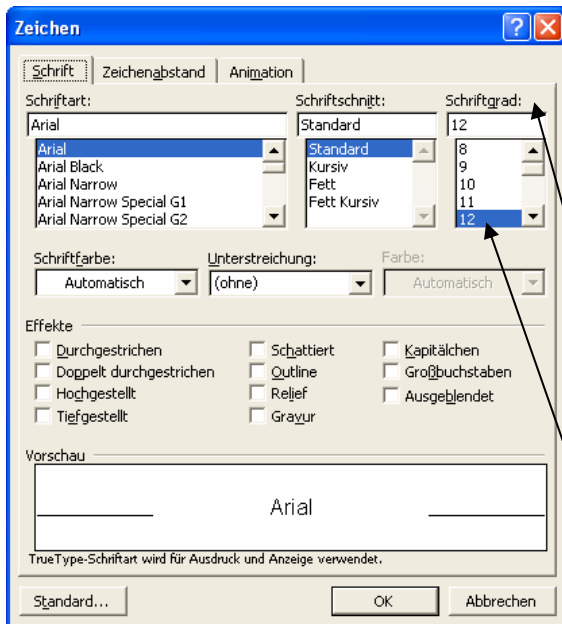 Zeichen
Schrift Zeichenabstand Animation
Schriftart: Schriftschnitt: Schriftgrad:
Arial Standard 12
Arial Standard 8
Arial Black Kursiv 9
Arial Narrow Fett 10
Arial Narrow Special G1 Fett Kursiv 11
Arial Narrow Special G2 12
Schriftfarbe: Unterstreichung: Farbe:
Automatisch (ohne) Automatisch
Effekte
Durchgestrichen Schattiert Kapitälchen
Doppelt durchgestrichen Outline Großbuchstaben
Hochgestellt Relief Ausgeblendet
Tiefgestellt Gravur
Vorschau
Arial
TrueType-Schriftart wird für Ausdruck und Anzeige verwendet.
Standard... OK Abbrechen